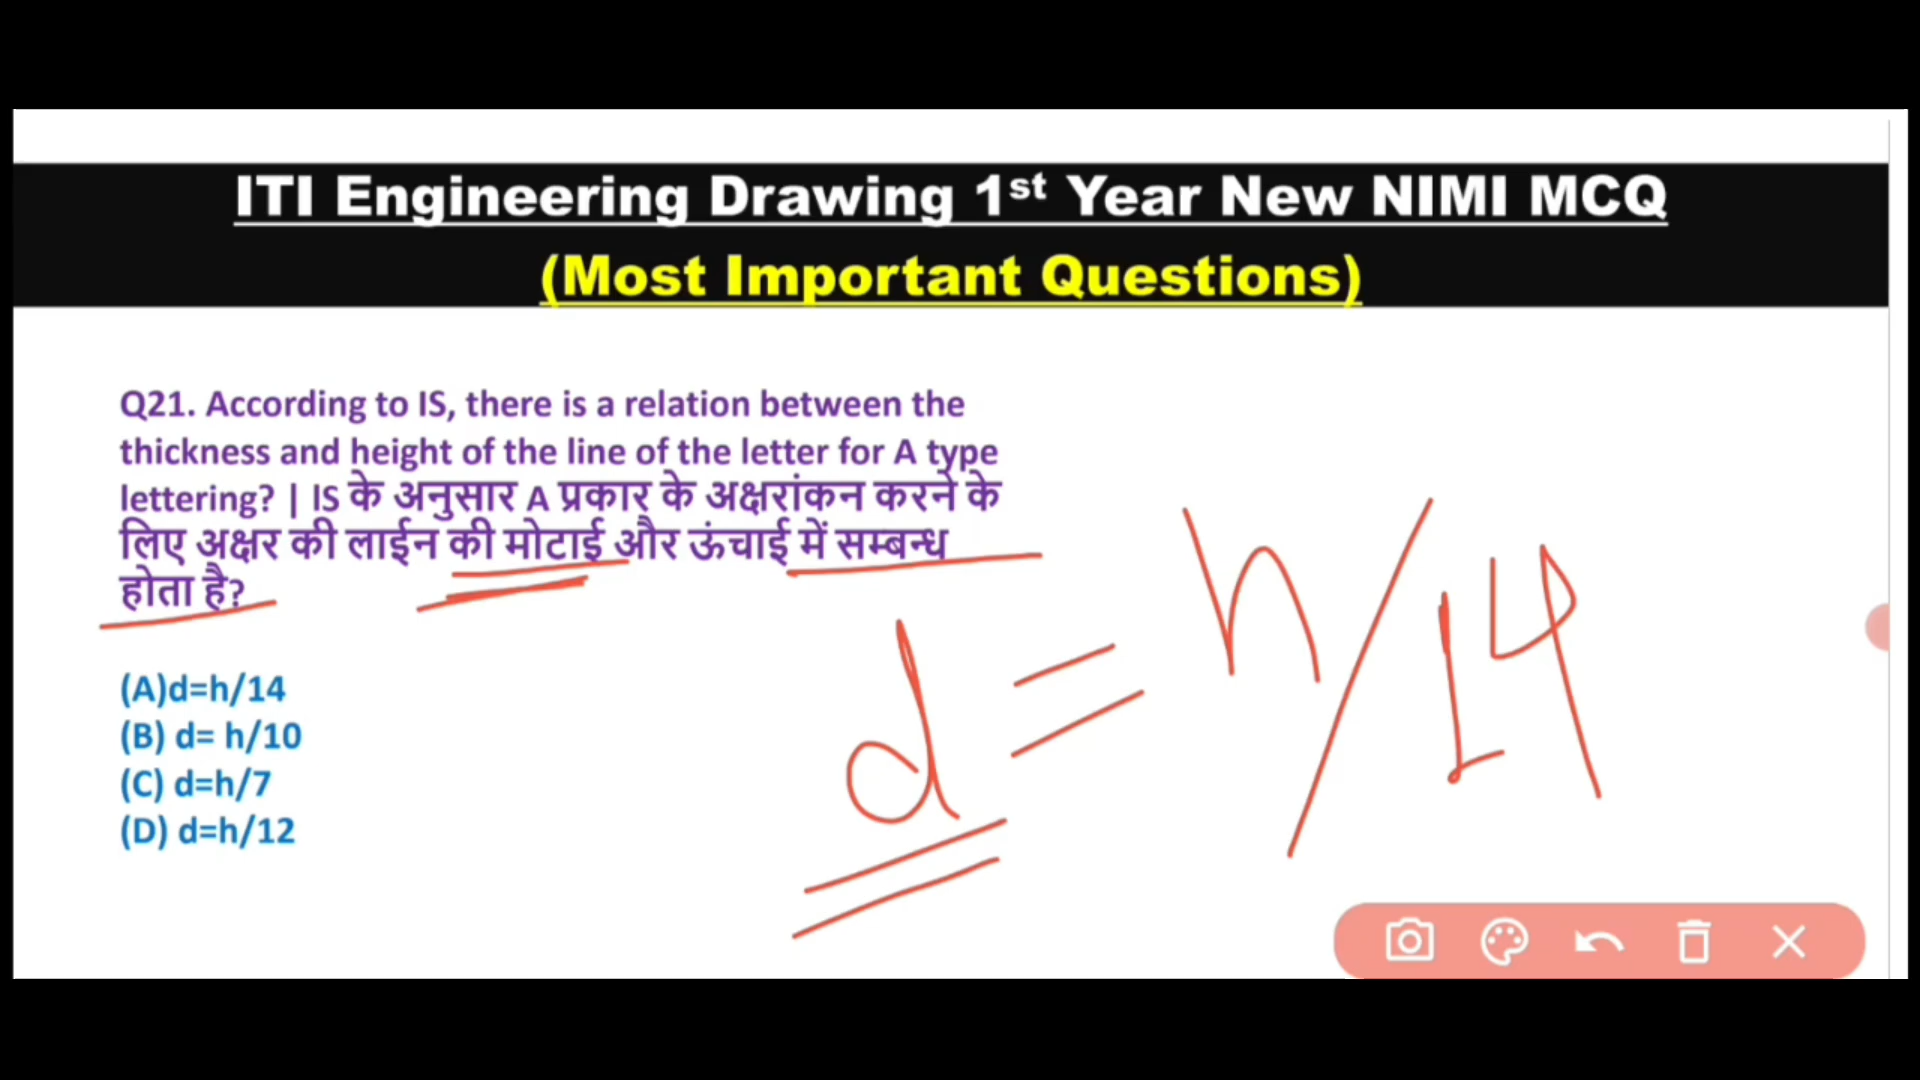 ITI Engineering Drawing 1st Year New NIMI MCQ
(Most Important Questions)
Q21. According to IS, there is a relation between the
thickness and height of the line of the letter for A type
lettering? | IS के अनुसार A प्रकार के अक्षरांकन करने के
लिए अक्षर की लाईन की मोटाई और ऊंचाई में सम्बन्ध
होता है?
(A)d=h/14
(B) d= h/10
(C) d=h/7
(D) d=h/12
d = h/14